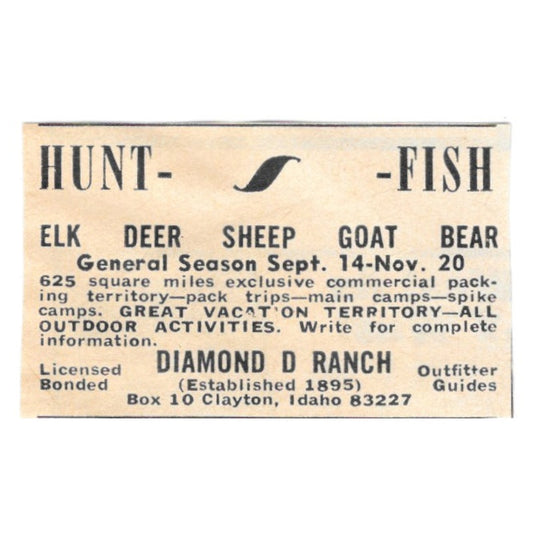 HUNT- -FISH
ELK DEER SHEEP GOAT BEAR
General Season Sept. 14-Nov. 20
625 square miles exclusive commercial pack-
ing territory—pack trips—main camps—spike
camps. GREAT VACAT'ON TERRITORY—ALL
OUTDOOR ACTIVITIES. Write for complete
information.
Licensed DIAMOND D RANCH Outfitter
Bonded (Established 1895) Guides
Box 10 Clayton, Idaho 83227